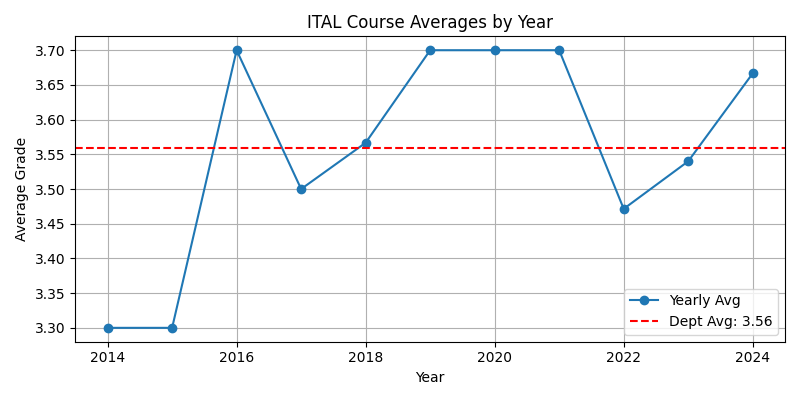 ITAL Course Averages by Year
Average Grade
3.70
3.65
3.60
3.55
3.50
3.45
3.40
3.35
3.30
Yearly Avg
Dept Avg: 3.56
2014 2016 2018 2020 2022 2024
Year